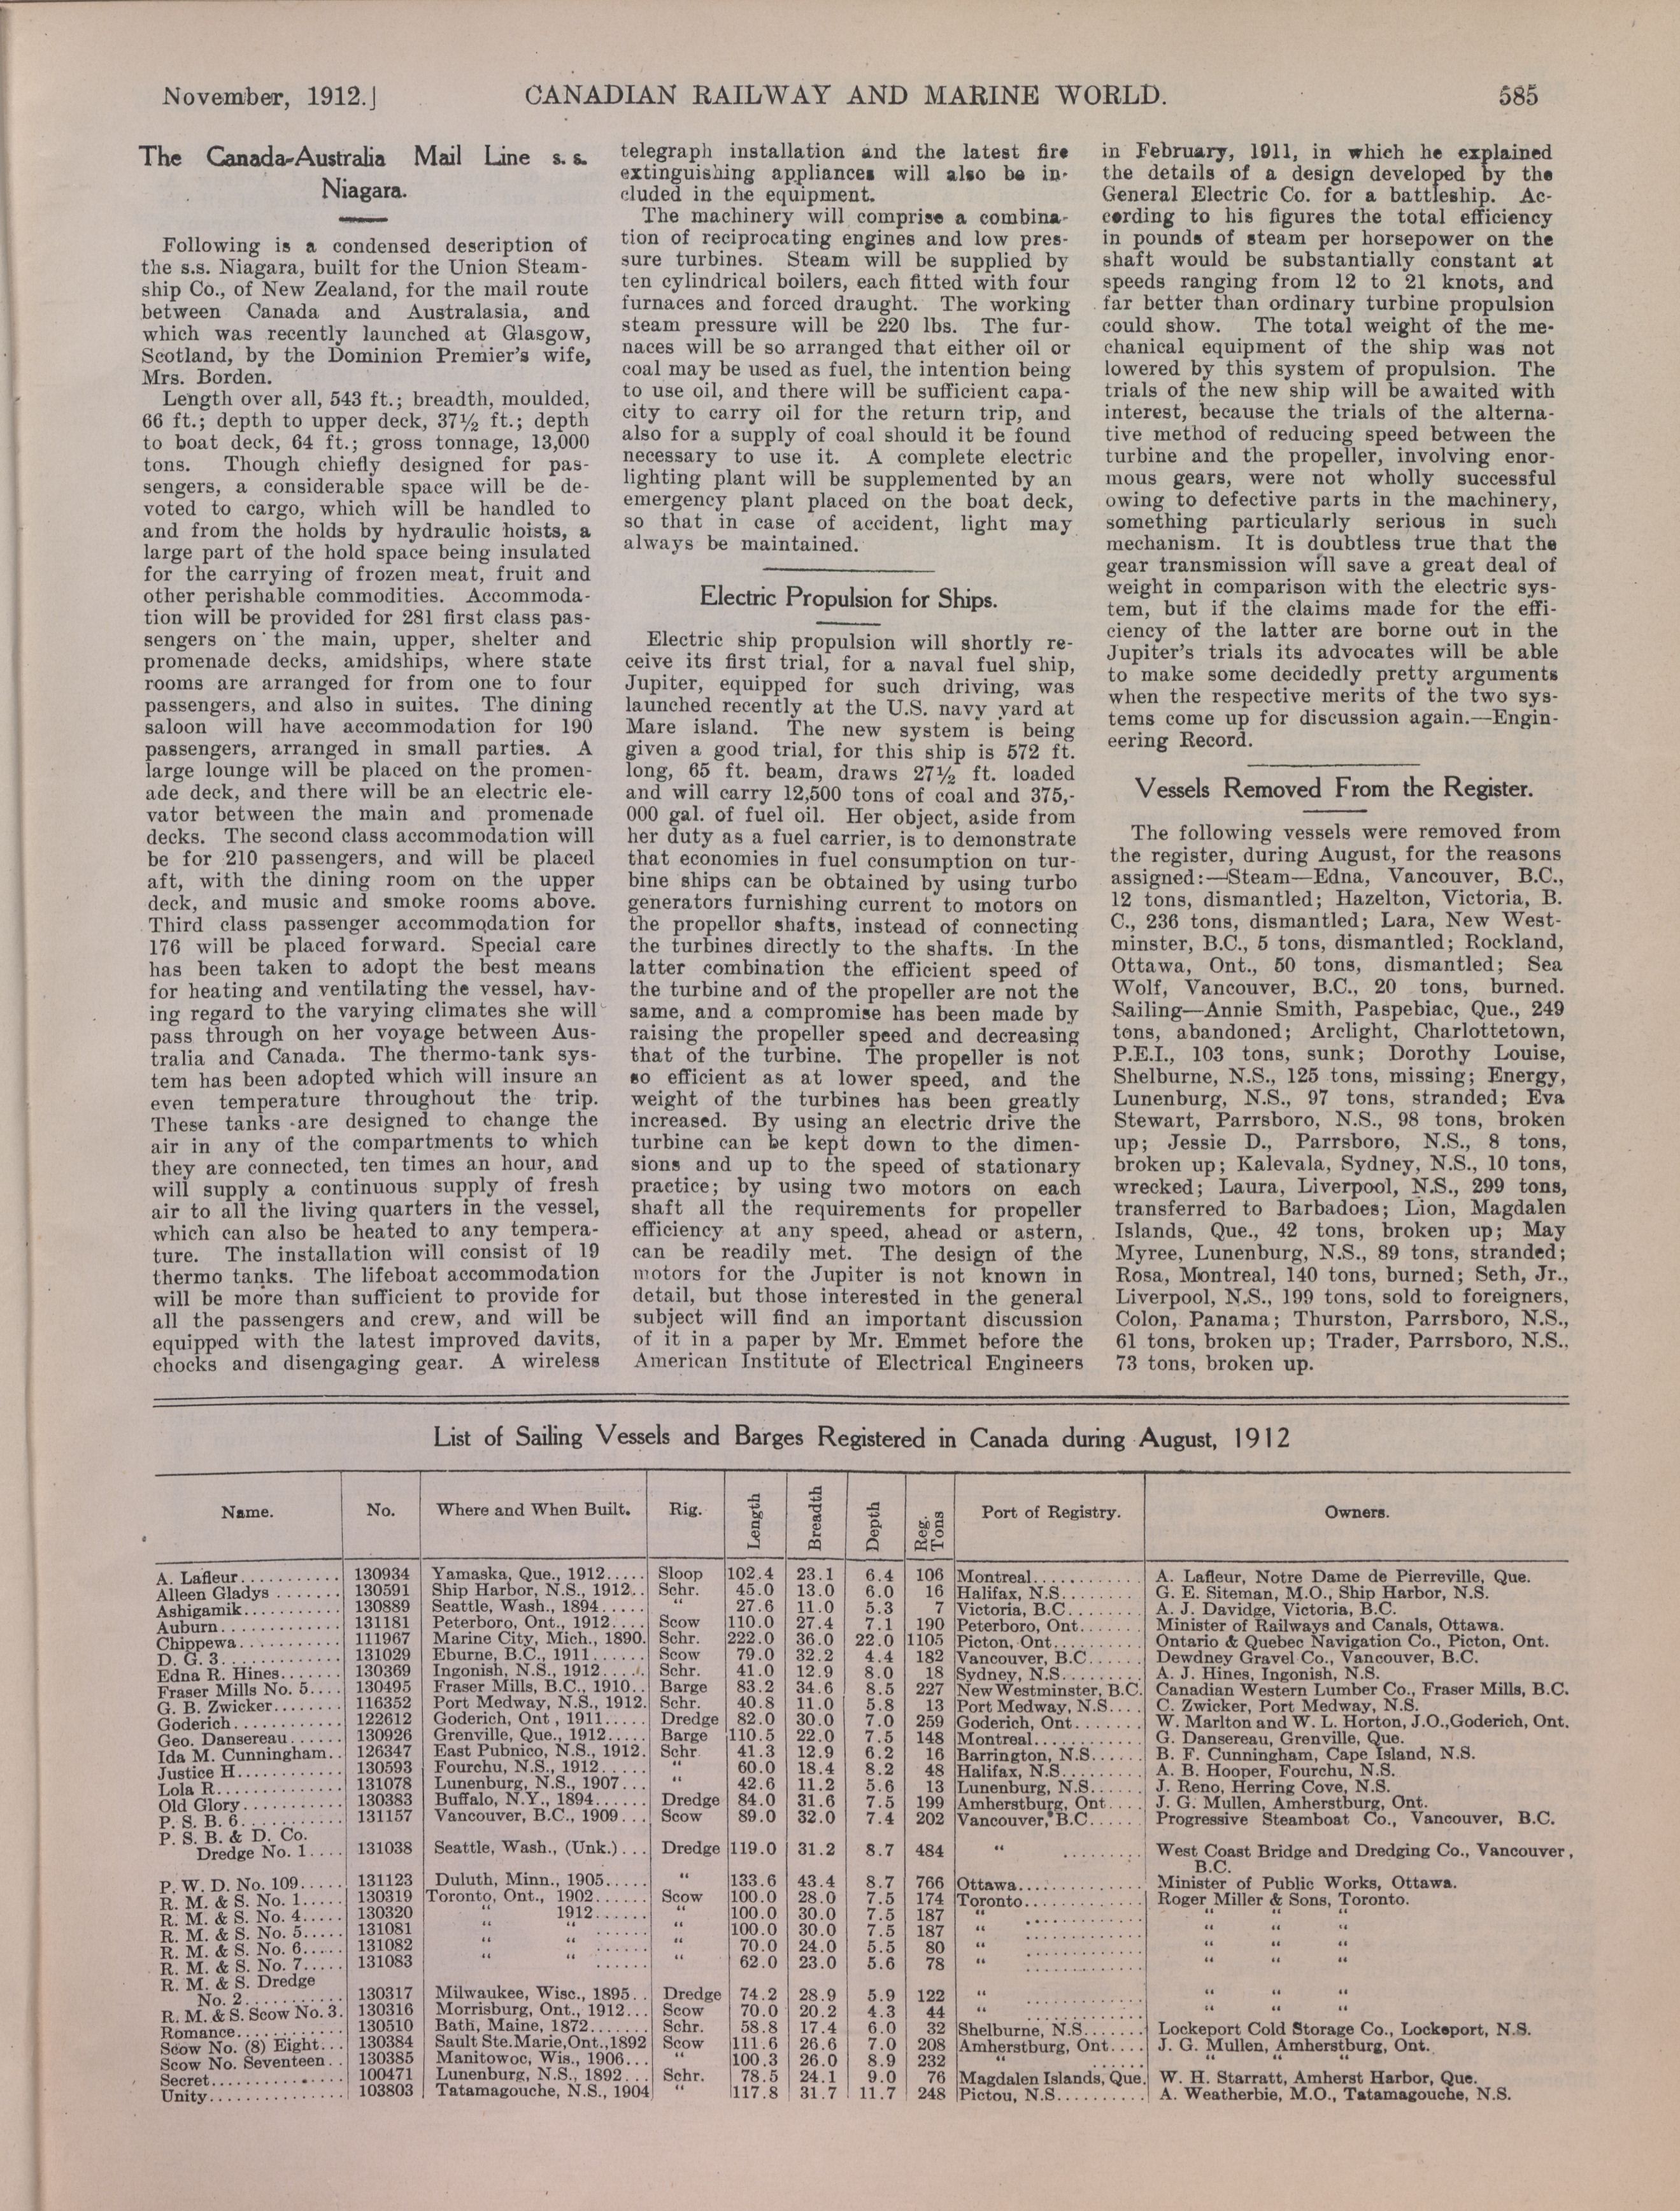 November, 1912.]
CANADIAN RAILWAY AND MARINE WORLD.
585
The Canada-Australia Mail Line s. s.
Niagara.
Following is a condensed description of
the s.s. Niagara, built for the Union Steam-
ship Co., of New Zealand, for the mail route
between Canada and Australasia, and
which was recently launched at Glasgow,
Scotland, by the Dominion Premier's wife,
Mrs. Borden.
Length over all, 543 ft.; breadth, moulded,
66 ft.; depth to upper deck, 37½ ft.; depth
to boat deck, 64 ft.; gross tonnage, 13,000
tons. Though chiefly designed for pas-
sengers, a considerable space will be de-
voted to cargo, which will be handled to
and from the holds by hydraulic hoists, a
large part of the hold space being insulated
for the carrying of frozen meat, fruit and
other perishable commodities. Accommoda-
tion will be provided for 281 first class pas-
sengers on the main, upper, shelter and
promenade decks, amidships, where state
rooms are arranged for from one to four
passengers, and also in suites. The dining
saloon will have accommodation for 190
passengers, arranged in small parties. A
large lounge will be placed on the promen-
ade deck, and there will be an electric ele-
vator between the main and promenade
decks. The second class accommodation will
be for 210 passengers, and will be placed
aft, with the dining room on the upper
deck, and music and smoke rooms above.
Third class passenger accommodation for
176 will be placed forward. Special care
has been taken to adopt the best means
for heating and ventilating the vessel, hav-
ing regard to the varying climates she will
pass through on her voyage between Aus-
tralia and Canada. The thermo-tank sys-
tem has been adopted which will insure an
even temperature throughout the trip.
These tanks are designed to change the
air in any of the compartments to which
they are connected, ten times an hour, and
will supply a continuous supply of fresh
air to all the living quarters in the vessel,
which can also be heated to any tempera-
ture. The installation will consist of 19
thermo tanks. The lifeboat accommodation
will be more than sufficient to provide for
all the passengers and crew, and will be
equipped with the latest improved davits,
chocks and disengaging gear. A wireless
telegraph installation and the latest fire
extinguishing appliances will also be in-
cluded in the equipment.
The machinery will comprise a combina-
tion of reciprocating engines and low pres-
sure turbines. Steam will be supplied by
ten cylindrical boilers, each fitted with four
furnaces and forced draught. The working
steam pressure will be 220 lbs. The fur-
naces will be so arranged that either oil or
coal may be used as fuel, the intention being
to use oil, and there will be sufficient capa-
city to carry oil for the return trip, and
also for a supply of coal should it be found
necessary to use it. A complete electric
lighting plant will be supplemented by an
emergency plant placed on the boat deck,
so that in case of accident, light may
always be maintained.
Electric Propulsion for Ships.
Electric ship propulsion will shortly re-
ceive its first trial, for a naval fuel ship,
Jupiter, equipped for such driving, was
launched recently at the U.S. navy yard at
Mare island. The new system is being
given a good trial, for this ship is 572 ft.
long, 65 ft. beam, draws 27½ ft. loaded
and will carry 12,500 tons of coal and 375,-
000 gal. of fuel oil. Her object, aside from
her duty as a fuel carrier, is to demonstrate
that economies in fuel consumption on tur-
bine ships can be obtained by using turbo
generators furnishing current to motors on
the propellor shafts, instead of connecting
the turbines directly to the shafts. In the
latter combination the efficient speed of
the turbine and of the propeller are not the
same, and a compromise has been made by
raising the propeller speed and decreasing
that of the turbine. The propeller is not
so efficient as at lower speed, and the
weight of the turbines has been greatly
increased. By using an electric drive the
turbine can be kept down to the dimen-
sions and up to the speed of stationary
practice; by using two motors on each
shaft all the requirements for propeller
efficiency at any speed, ahead or astern,
can be readily met. The design of the
motors for the Jupiter is not known in
detail, but those interested in the general
subject will find an important discussion
of it in a paper by Mr. Emmet before the
American Institute of Electrical Engineers
in February, 1911, in which he explained
the details of a design developed by the
General Electric Co. for a battleship. Ac-
cording to his figures the total efficiency
in pounds of steam per horsepower on the
shaft would be substantially constant at
speeds ranging from 12 to 21 knots, and
far better than ordinary turbine propulsion
could show. The total weight of the me-
chanical equipment of the ship was not
lowered by this system of propulsion. The
trials of the new ship will be awaited with
interest, because the trials of the alterna-
tive method of reducing speed between the
turbine and the propeller, involving enor-
mous gears, were not wholly successful
owing to defective parts in the machinery,
something particularly serious in such
mechanism. It is doubtless true that the
gear transmission will save a great deal of
weight in comparison with the electric sys-
tem, but if the claims made for the effi-
ciency of the latter are borne out in the
Jupiter's trials its advocates will be able
to make some decidedly pretty arguments
when the respective merits of the two sys-
tems come up for discussion again.—Engin-
eering Record.
Vessels Removed From the Register.
The following vessels were removed from
the register, during August, for the reasons
assigned:—Steam—Edna, Vancouver, B.C.,
12 tons, dismantled; Hazelton, Victoria, B.
C., 236 tons, dismantled; Lara, New West-
minster, B.C., 5 tons, dismantled; Rockland,
Ottawa, Ont., 50 tons, dismantled; Sea
Wolf, Vancouver, B.C., 20 tons, burned.
Sailing—Annie Smith, Paspebiac, Que., 249
tons, abandoned; Arclight, Charlottetown,
P.E.I., 103 tons, sunk; Dorothy Louise,
Shelburne, N.S., 125 tons, missing; Energy,
Lunenburg, N.S., 97 tons, stranded; Eva
Stewart, Parrsboro, N.S., 98 tons, broken
up; Jessie D., Parrsboro, N.S., 8 tons,
broken up; Kalevala, Sydney, N.S., 10 tons,
wrecked; Laura, Liverpool, N.S., 299 tons,
transferred to Barbadoes; Lion, Magdalen
Islands, Que., 42 tons, broken up; May
Myree, Lunenburg, N.S., 89 tons, stranded;
Rosa, Montreal, 140 tons, burned; Seth, Jr.,
Liverpool, N.S., 199 tons, sold to foreigners,
Colon, Panama; Thurston, Parrsboro, N.S.,
61 tons, broken up; Trader, Parrsboro, N.S.,
73 tons, broken up.
List of Sailing Vessels and Barges Registered in Canada during August, 1912
Name. No. Where and When Built. Rig. Length Breadth Depth Reg. Tons Port of Registry. Owners.
A. Lafleur........... 130934 Yamaska, Que., 1912..... Sloop 102.4 23.1 6.4 106 Montreal............ A. Lafleur, Notre Dame de Pierreville, Que.
Alleen Gladys ....... 130591 Ship Harbor, N.S., 1912.. Schr. 45.0 13.0 6.0 16 Halifax, N.S........ G. E. Siteman, M.O., Ship Harbor, N.S.
Ashigamik........... 130889 Seattle, Wash., 1894..... “ 27.6 11.0 5.3 7 Victoria, B.C........ A. J. Davidge, Victoria, B.C.
Auburn............. 131181 Peterboro, Ont., 1912.... Scow 110.0 27.4 7.1 190 Peterboro, Ont....... Minister of Railways and Canals, Ottawa.
Chippewa........... 111967 Marine City, Mich., 1890. Schr. 222.0 36.0 22.0 1105 Picton, Ont.......... Ontario & Quebec Navigation Co., Picton, Ont.
D. G. 3............. 131029 Eburne, B.C., 1911...... Scow 79.0 32.2 4.4 182 Vancouver, B.C...... Dewdney Gravel Co., Vancouver, B.C.
Edna R. Hines....... 130369 Ingonish, N.S., 1912..... Schr. 41.0 12.9 8.0 18 Sydney, N.S......... A. J. Hines, Ingonish, N.S.
Fraser Mills No. 5.... 130495 Fraser Mills, B.C., 1910.. Barge 83.2 34.6 8.5 227 New Westminster, B.C. Canadian Western Lumber Co., Fraser Mills, B.C.
G. B. Zwicker........ 116352 Port Medway, N.S., 1912. Schr. 40.8 11.0 5.8 13 Port Medway, N.S.... C. Zwicker, Port Medway, N.S.
Goderich............ 122612 Goderich, Ont , 1911..... Dredge 82.0 30.0 7.0 259 Goderich, Ont....... W. Marlton and W. L. Horton, J.O.,Goderich, Ont.
Geo. Dansereau...... 130926 Grenville, Que., 1912..... Barge 110.5 22.0 7.5 148 Montreal............ G. Dansereau, Grenville, Que.
Ida M. Cunningham.. 126347 East Pubnico, N.S., 1912. Schr 41.3 12.9 6.2 16 Barrington, N.S...... B. F. Cunningham, Cape Island, N.S.
Justice H............ 130593 Fourchu, N.S., 1912..... “ 60.0 18.4 8.2 48 Halifax, N.S......... A. B. Hooper, Fourchu, N.S.
Lola R.............. 131078 Lunenburg, N.S., 1907... “ 42.6 11.2 5.6 13 Lunenburg, N.S...... J. Reno, Herring Cove, N.S.
Old Glory........... 130383 Buffalo, N.Y., 1894...... Dredge 84.0 31.6 7.5 199 Amherstburg, Ont.... J. G. Mullen, Amherstburg, Ont.
P. S. B. 6........... 131157 Vancouver, B.C., 1909... Scow 89.0 32.0 7.4 202 Vancouver, B.C...... Progressive Steamboat Co., Vancouver, B.C.
P. S. B. & D. Co.
Dredge No. 1.... 131038 Seattle, Wash., (Unk.)... Dredge 119.0 31.2 8.7 484 “ ......... West Coast Bridge and Dredging Co., Vancouver,
B.C.
P. W. D. No. 109..... 131123 Duluth, Minn., 1905..... “ 133.6 43.4 8.7 766 Ottawa.............. Minister of Public Works, Ottawa.
R. M. & S. No. 1..... 130319 Toronto, Ont., 1902...... Scow 100.0 28.0 7.5 174 Toronto............. Roger Miller & Sons, Toronto.
R. M. & S. No. 4..... 130320 “ 1912...... “ 100.0 30.0 7.5 187 “ ............ “ “ “
R. M. & S. No. 5..... 131081 “ “ ...... “ 100.0 30.0 7.5 187 “ ............ “ “ “
R. M. & S. No. 6..... 131082 “ “ ...... “ 70.0 24.0 5.5 80 “ ............ “ “ “
R. M. & S. No. 7..... 131083 “ “ ...... “ 62.0 23.0 5.6 78 “ ............ “ “ “
R. M. & S. Dredge
No. 2........... 130317 Milwaukee, Wisc., 1895.. Dredge 74.2 28.9 5.9 122 “ ............ “ “ “
R. M. & S. Scow No. 3. 130316 Morrisburg, Ont., 1912... Scow 70.0 20.2 4.3 44 “ ............ “ “ “
Romance............ 130510 Bath, Maine, 1872....... Schr. 58.8 17.4 6.0 32 Shelburne, N.S....... Lockeport Cold Storage Co., Lockeport, N.S.
Scow No. (8) Eight... 130384 Sault Ste.Marie,Ont.,1892 Scow 111.6 26.6 7.0 208 Amherstburg, Ont.... J. G. Mullen, Amherstburg, Ont.
Scow No. Seventeen.. 130385 Manitowoc, Wis., 1906... “ 100.3 26.0 8.9 232 “ ...... “ “ “
Secret.............. 100471 Lunenburg, N.S., 1892... Schr. 78.5 24.1 9.0 76 Magdalen Islands, Que. W. H. Starratt, Amherst Harbor, Que.
Unity............... 103803 Tatamagouche, N.S., 1904 “ 117.8 31.7 11.7 248 Pictou, N.S.......... A. Weatherbie, M.O., Tatamagouche, N.S.